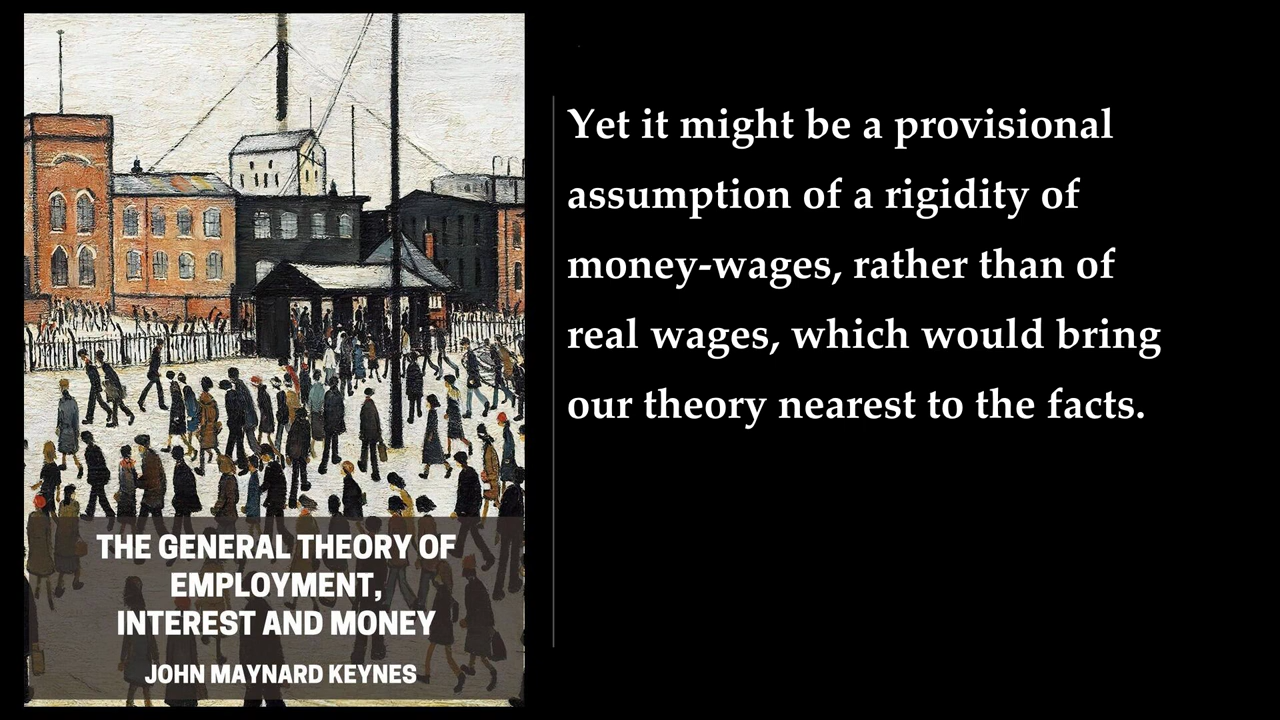 Yet it might be a provisional
assumption of a rigidity of
money-wages, rather than of
real wages, which would bring
our theory nearest to the facts.
THE GENERAL THEORY OF
EMPLOYMENT,
INTEREST AND MONEY
JOHN MAYNARD KEYNES